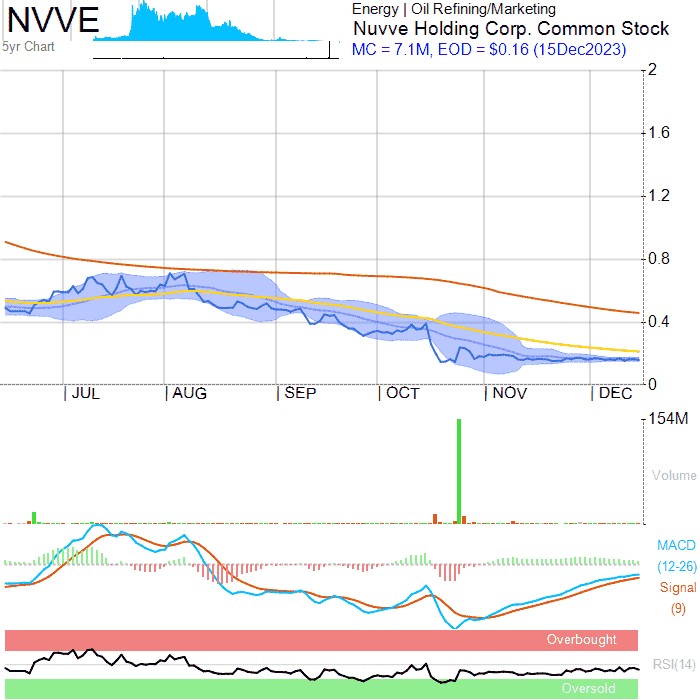 NVVE
5yr Chart
Energy | Oil Refining/Marketing
Nuvve Holding Corp. Common Stock
MC = 7.1M, EOD = $0.16 (15Dec2023)
2
1.6
1.2
0.8
0.4
0
JUL AUG SEP OCT NOV DEC
154M
Volume
MACD
(12-26)
Signal
(9)
Overbought
RSI(14)
Oversold